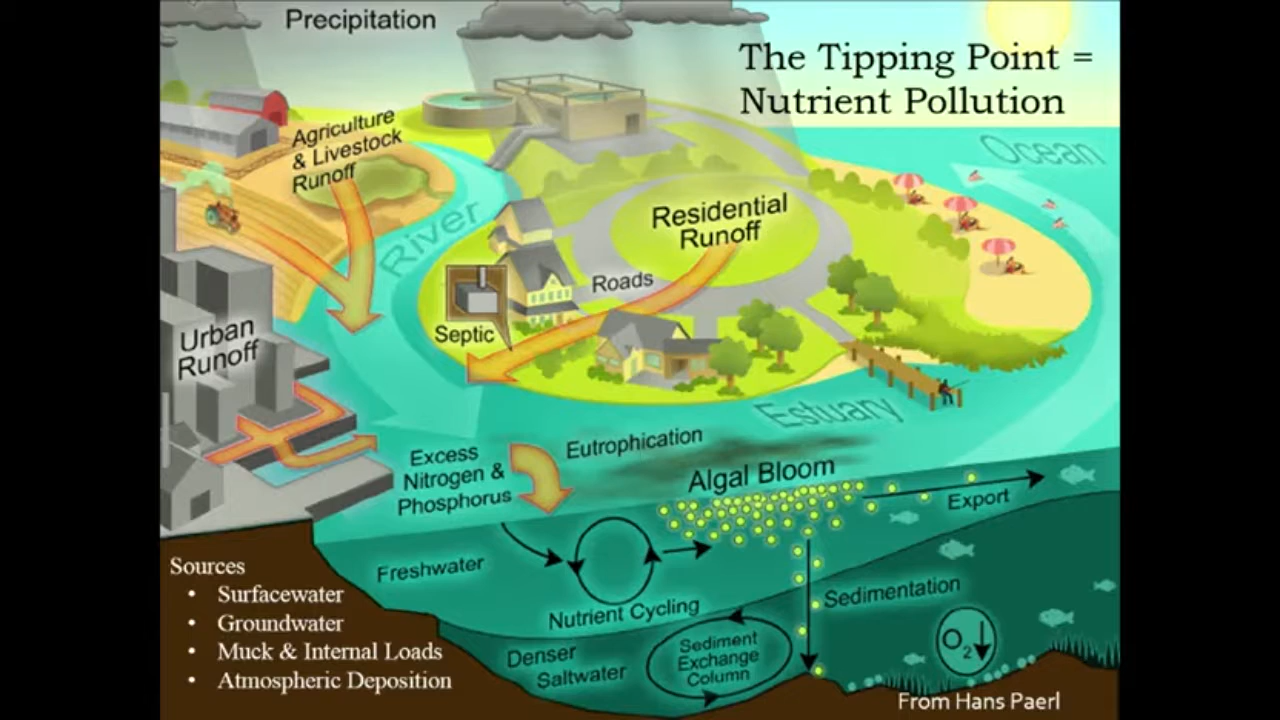 Precipitation
The Tipping Point =
Nutrient Pollution
Agriculture
& Livestock
Runoff
Ocean
River
Residential
Runoff
Roads
Septic
Urban
Runoff
Estuary
Excess
Nitrogen &
Phosphorus
Eutrophication
Algal Bloom
Export
Freshwater
Nutrient Cycling
Sedimentation
Denser
Saltwater
Sediment
Exchange
Column
O₂
Sources
• Surfacewater
• Groundwater
• Muck & Internal Loads
• Atmospheric Deposition
From Hans Paerl